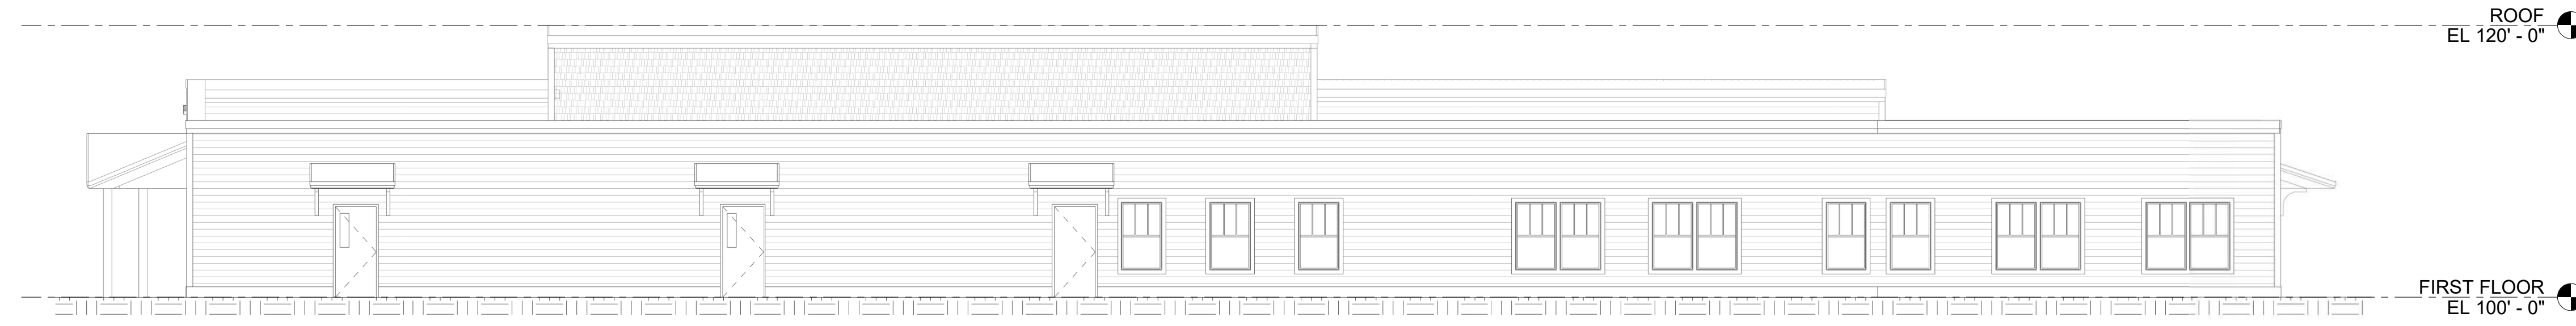 ROOF
EL 120' - 0"
FIRST FLOOR
EL 100' - 0"